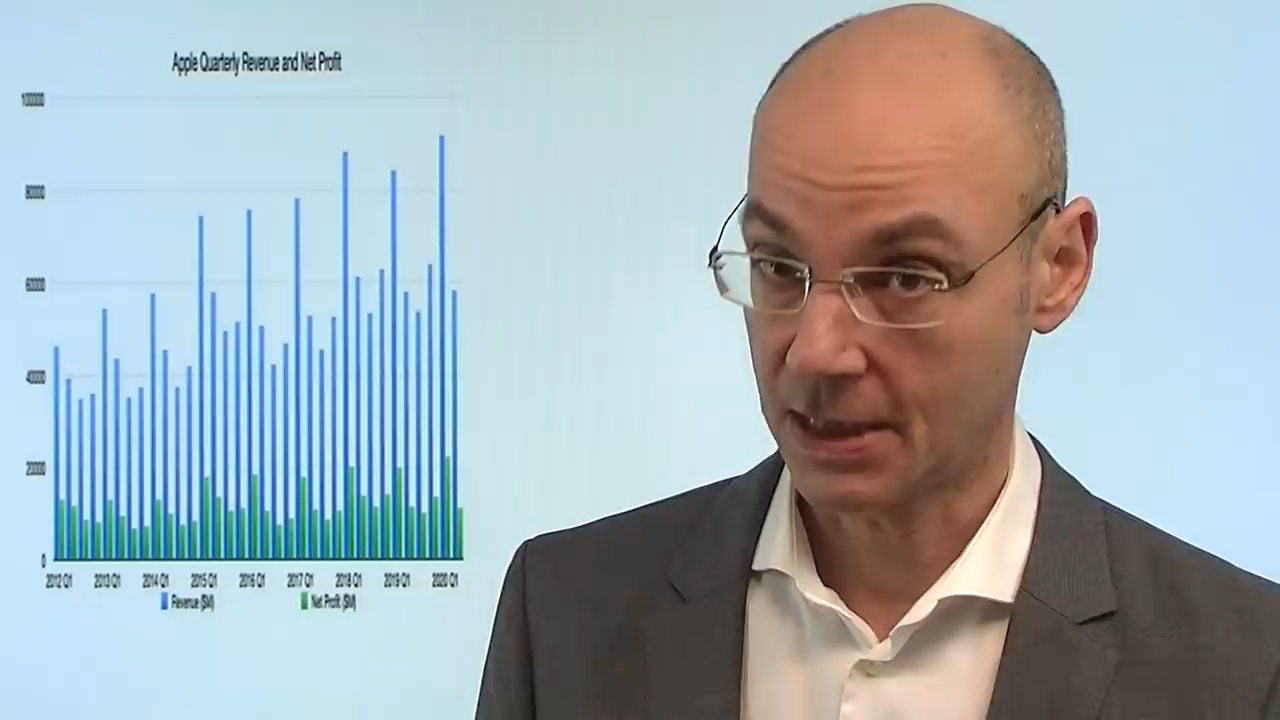 Apple Quarterly Revenue and Net Profit
100000
80000
60000
40000
20000
0
2012 Q1 2013 Q1 2014 Q1 2015 Q1 2016 Q1 2017 Q1 2018 Q1 2019 Q1 2020 Q1
Revenue ($M) Net Profit ($M)